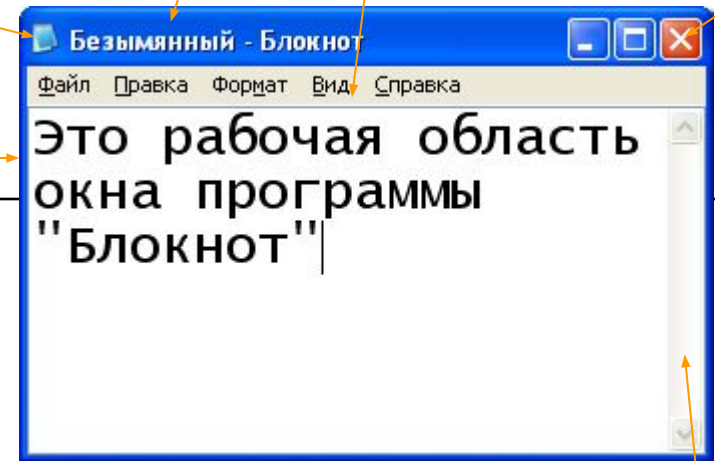 Безымянный - Блокнот
Файл Правка Формат Вид Справка
Это рабочая область
окна программы
"Блокнот"